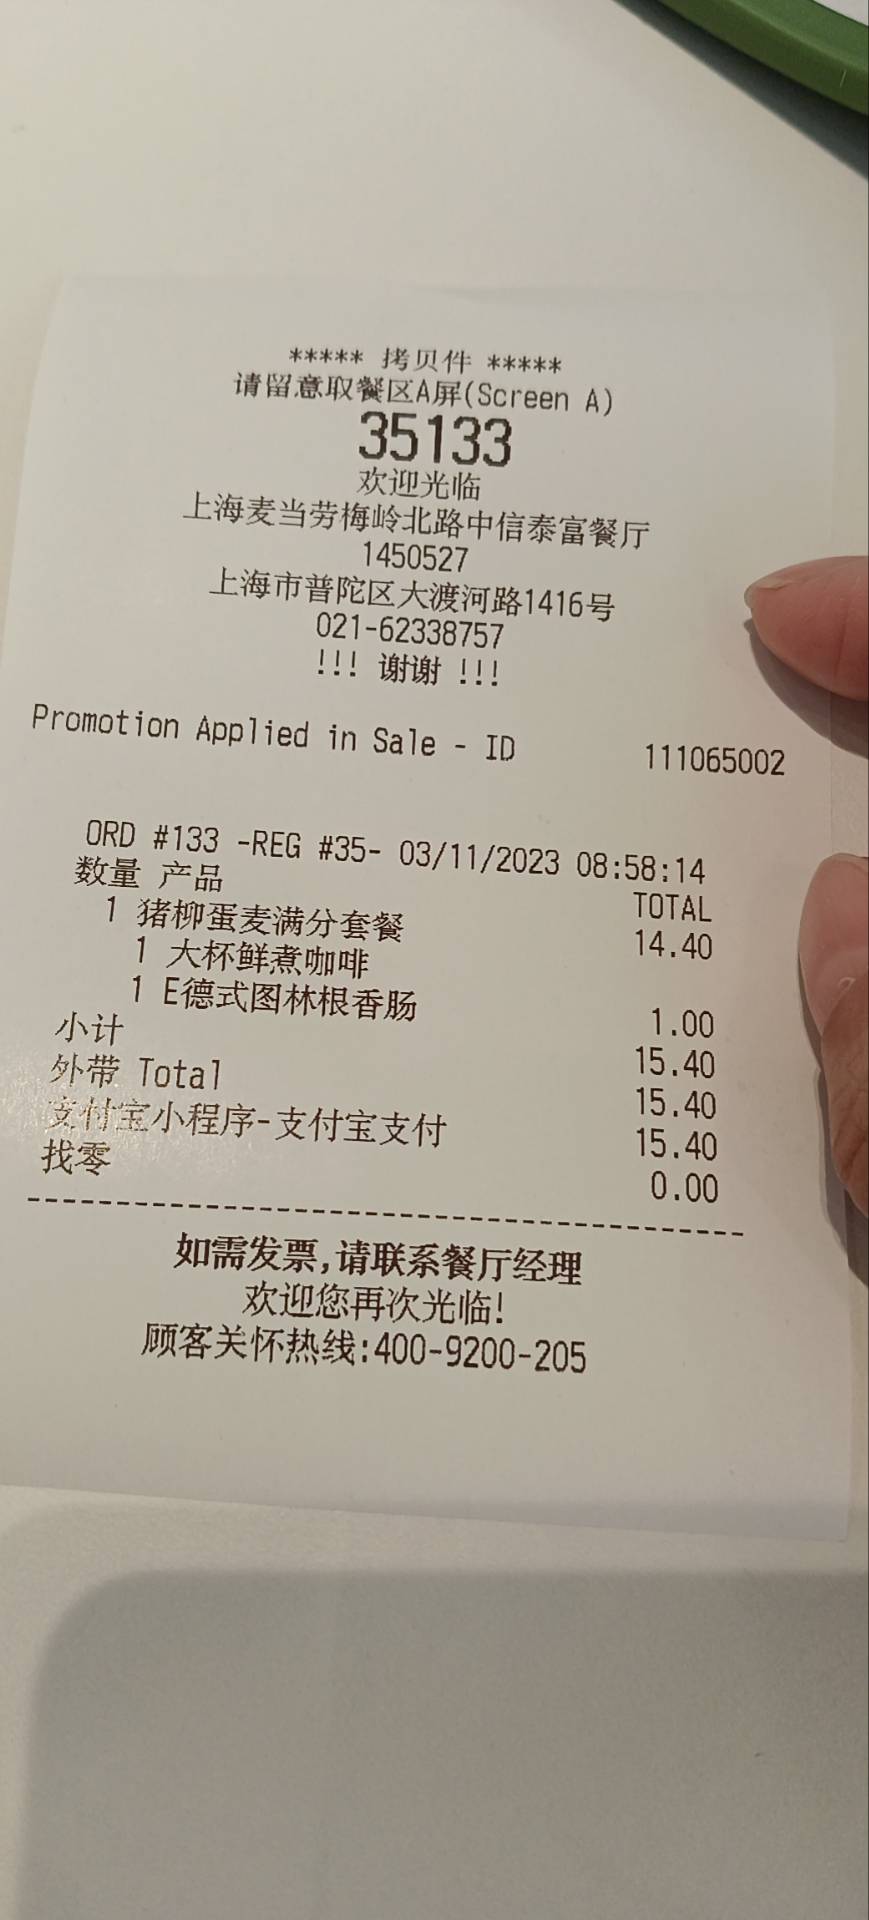 ***** 拷贝件 *****
请留意取餐区A屏(Screen A)
35133
欢迎光临
上海麦当劳梅岭北路中信泰富餐厅
1450527
上海市普陀区大渡河路1416号
021-62338757
!!! 谢谢 !!!
Promotion Applied in Sale - ID 111065002
ORD #133 -REG #35- 03/11/2023 08:58:14
数量 产品 TOTAL
1 猪柳蛋麦满分套餐 14.40
1 大杯鲜煮咖啡
1 E德式图林根香肠 1.00
小计 15.40
外带 Total 15.40
支付宝小程序-支付宝支付 15.40
找零 0.00
--------------------------------------------
如需发票,请联系餐厅经理
欢迎您再次光临!
顾客关怀热线:400-9200-205